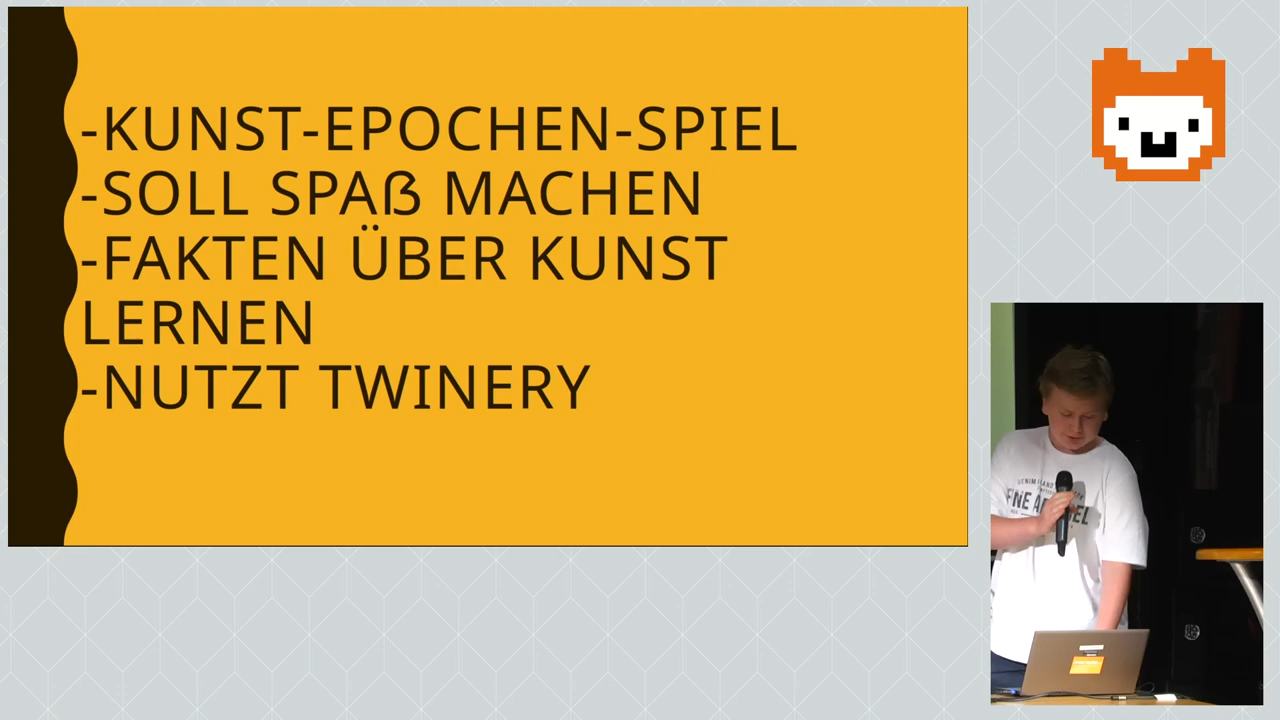 -KUNST-EPOCHEN-SPIEL
-SOLL SPAß MACHEN
-FAKTEN ÜBER KUNST
LERNEN
-NUTZT TWINERY